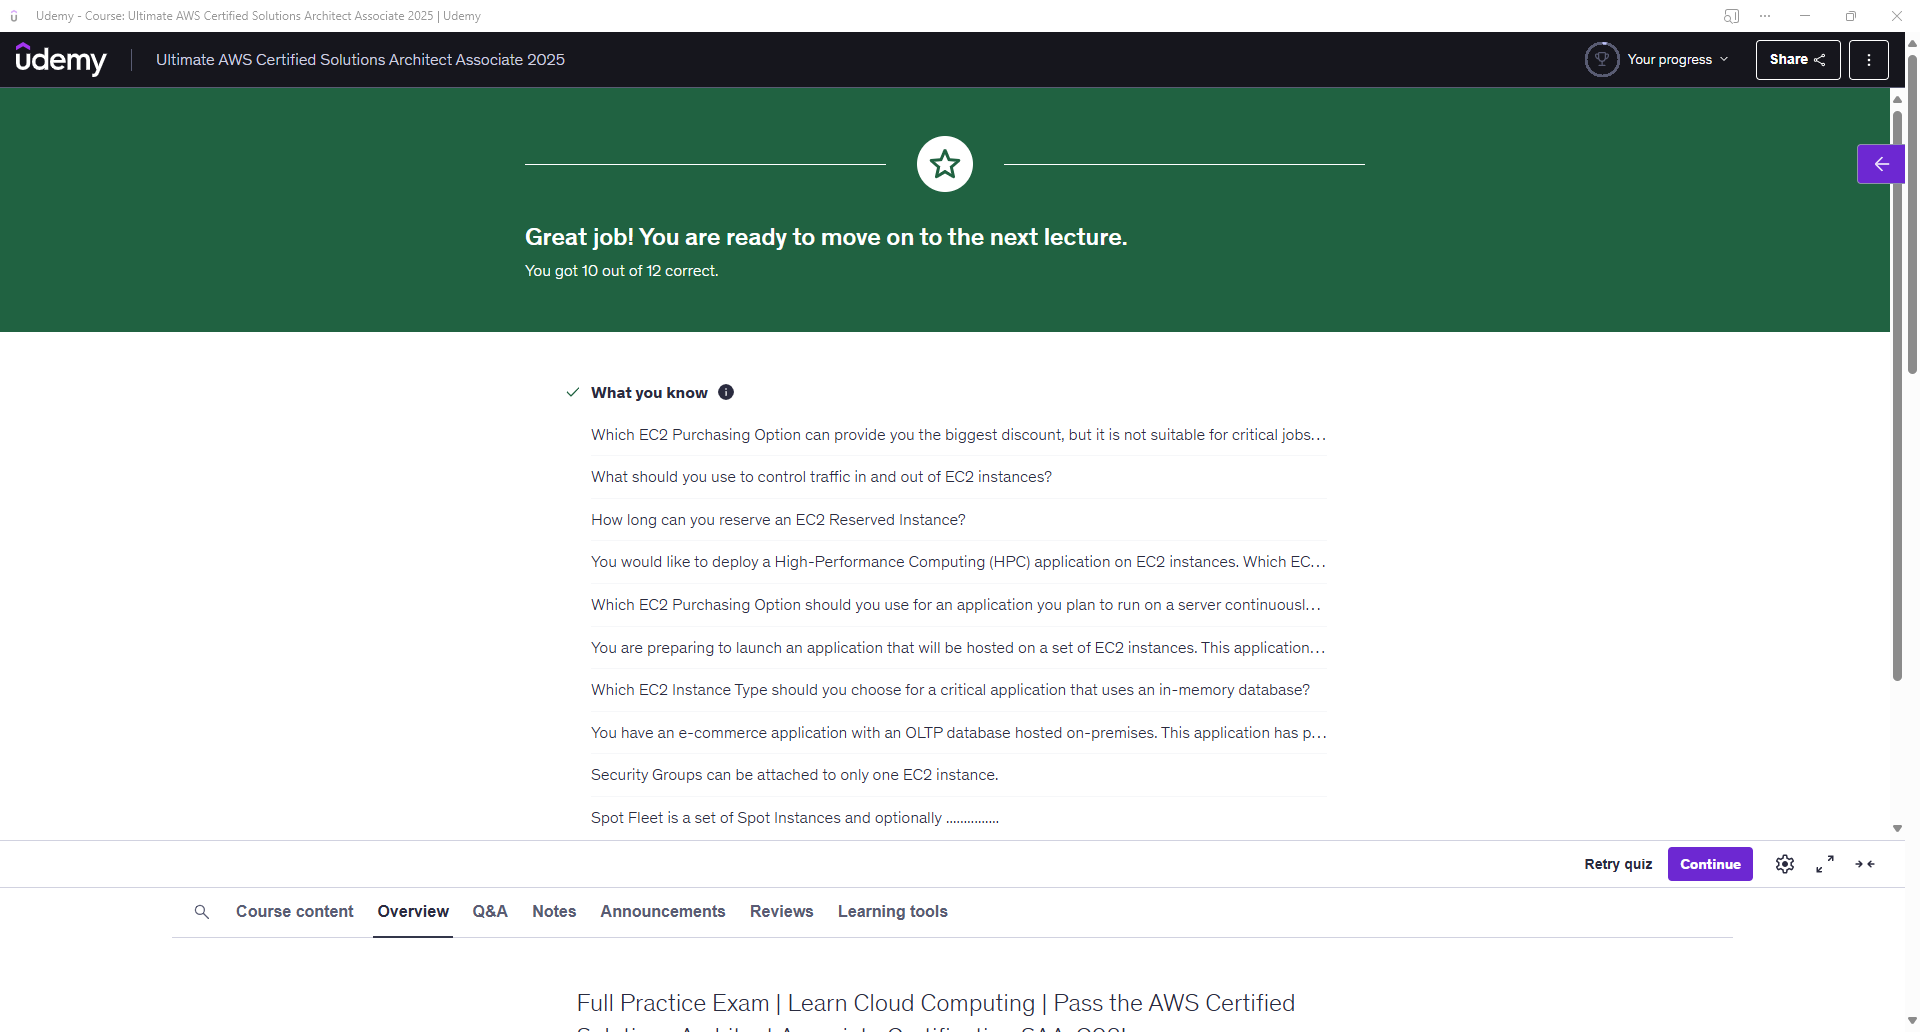 Udemy - Course: Ultimate AWS Certified Solutions Architect Associate 2025 | Udemy
udemy
Ultimate AWS Certified Solutions Architect Associate 2025
Your progress
Share
Great job! You are ready to move on to the next lecture.
You got 10 out of 12 correct.
What you know
Which EC2 Purchasing Option can provide you the biggest discount, but it is not suitable for critical jobs...
What should you use to control traffic in and out of EC2 instances?
How long can you reserve an EC2 Reserved Instance?
You would like to deploy a High-Performance Computing (HPC) application on EC2 instances. Which EC...
Which EC2 Purchasing Option should you use for an application you plan to run on a server continuousl...
You are preparing to launch an application that will be hosted on a set of EC2 instances. This application...
Which EC2 Instance Type should you choose for a critical application that uses an in-memory database?
You have an e-commerce application with an OLTP database hosted on-premises. This application has p...
Security Groups can be attached to only one EC2 instance.
Spot Fleet is a set of Spot Instances and optionally ...............
Retry quiz
Continue
Course content
Overview
Q&A
Notes
Announcements
Reviews
Learning tools
Full Practice Exam | Learn Cloud Computing | Pass the AWS Certified